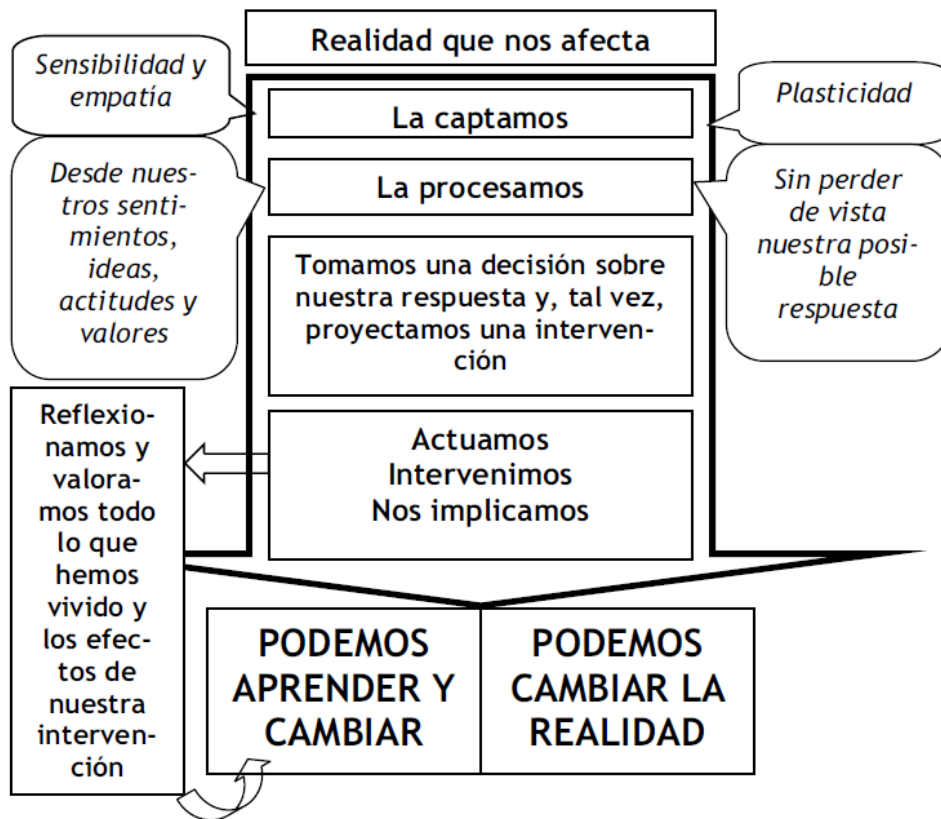 Realidad que nos afecta
Sensibilidad y
empatía
La captamos
Plasticidad
Desde nues-
tros senti-
mientos,
ideas,
actitudes y
valores
La procesamos
Sin perder
de vista
nuestra posi-
ble
respuesta
Tomamos una decisión sobre
nuestra respuesta y, tal vez,
proyectamos una interven-
ción
Actuamos
Intervenimos
Nos implicamos
Reflexio-
namos y
valora-
mos todo
lo que
hemos
vivido y
los efec-
tos de
nuestra
interven-
ción
PODEMOS
APRENDER Y
CAMBIAR
PODEMOS
CAMBIAR LA
REALIDAD